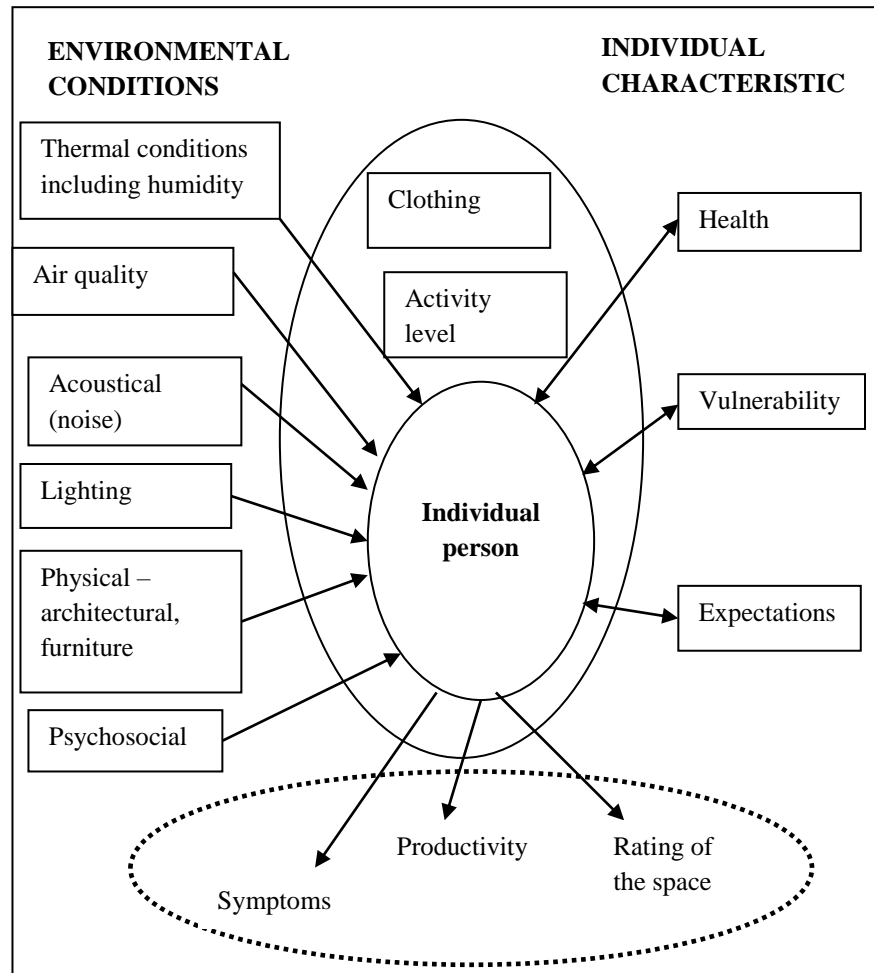 ENVIRONMENTAL
CONDITIONS
INDIVIDUAL
CHARACTERISTIC
Thermal conditions
including humidity
Air quality
Acoustical
(noise)
Lighting
Physical –
architectural,
furniture
Psychosocial
Clothing
Activity
level
Individual
person
Health
Vulnerability
Expectations
Symptoms
Productivity
Rating of
the space